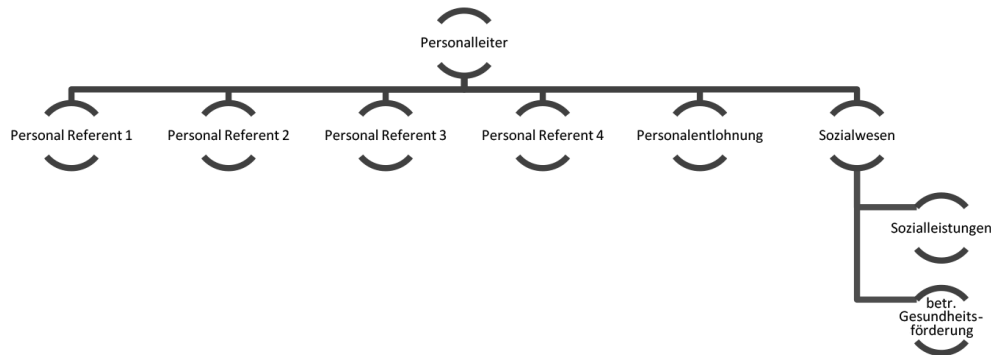 Personalleiter
Personal Referent 1
Personal Referent 2
Personal Referent 3
Personal Referent 4
Personalentlohnung
Sozialwesen
Sozialleistungen
betr.
Gesundheits-
förderung